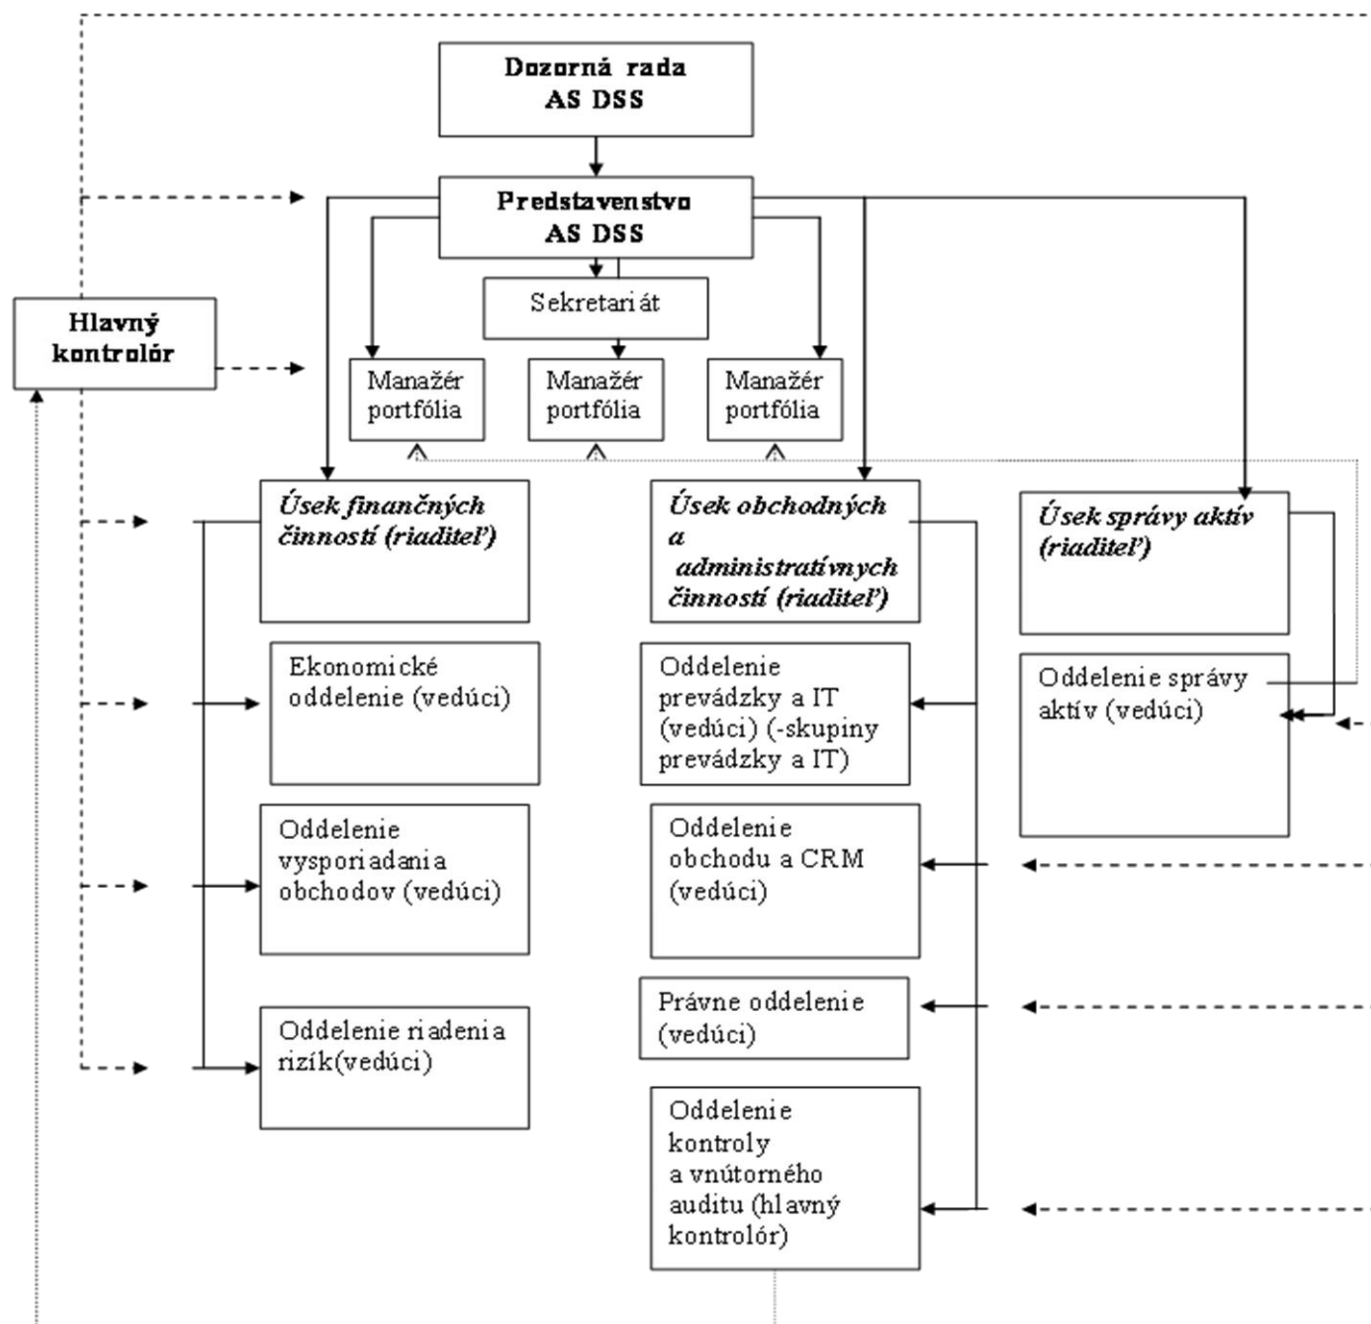 Dozorná rada
AS DSS
Predstavenstvo
AS DSS
Sekretariát
Hlavný
kontrolór
Manažér
portfólia
Manažér
portfólia
Manažér
portfólia
Úsek finančných
činností (riaditeľ)
Úsek obchodných
a
administratívnych
činností (riaditeľ)
Úsek správy aktív
(riaditeľ)
Ekonomické
oddelenie (vedúci)
Oddelenie
prevádzky a IT
(vedúci) (-skupiny
prevádzky a IT)
Oddelenie správy
aktív (vedúci)
Oddelenie
vysporiadania
obchodov (vedúci)
Oddelenie
obchodu a CRM
(vedúci)
Právne oddelenie
(vedúci)
Oddelenie riadenia
rizík(vedúci)
Oddelenie
kontroly
a vnútorného
auditu (hlavný
kontrolór)